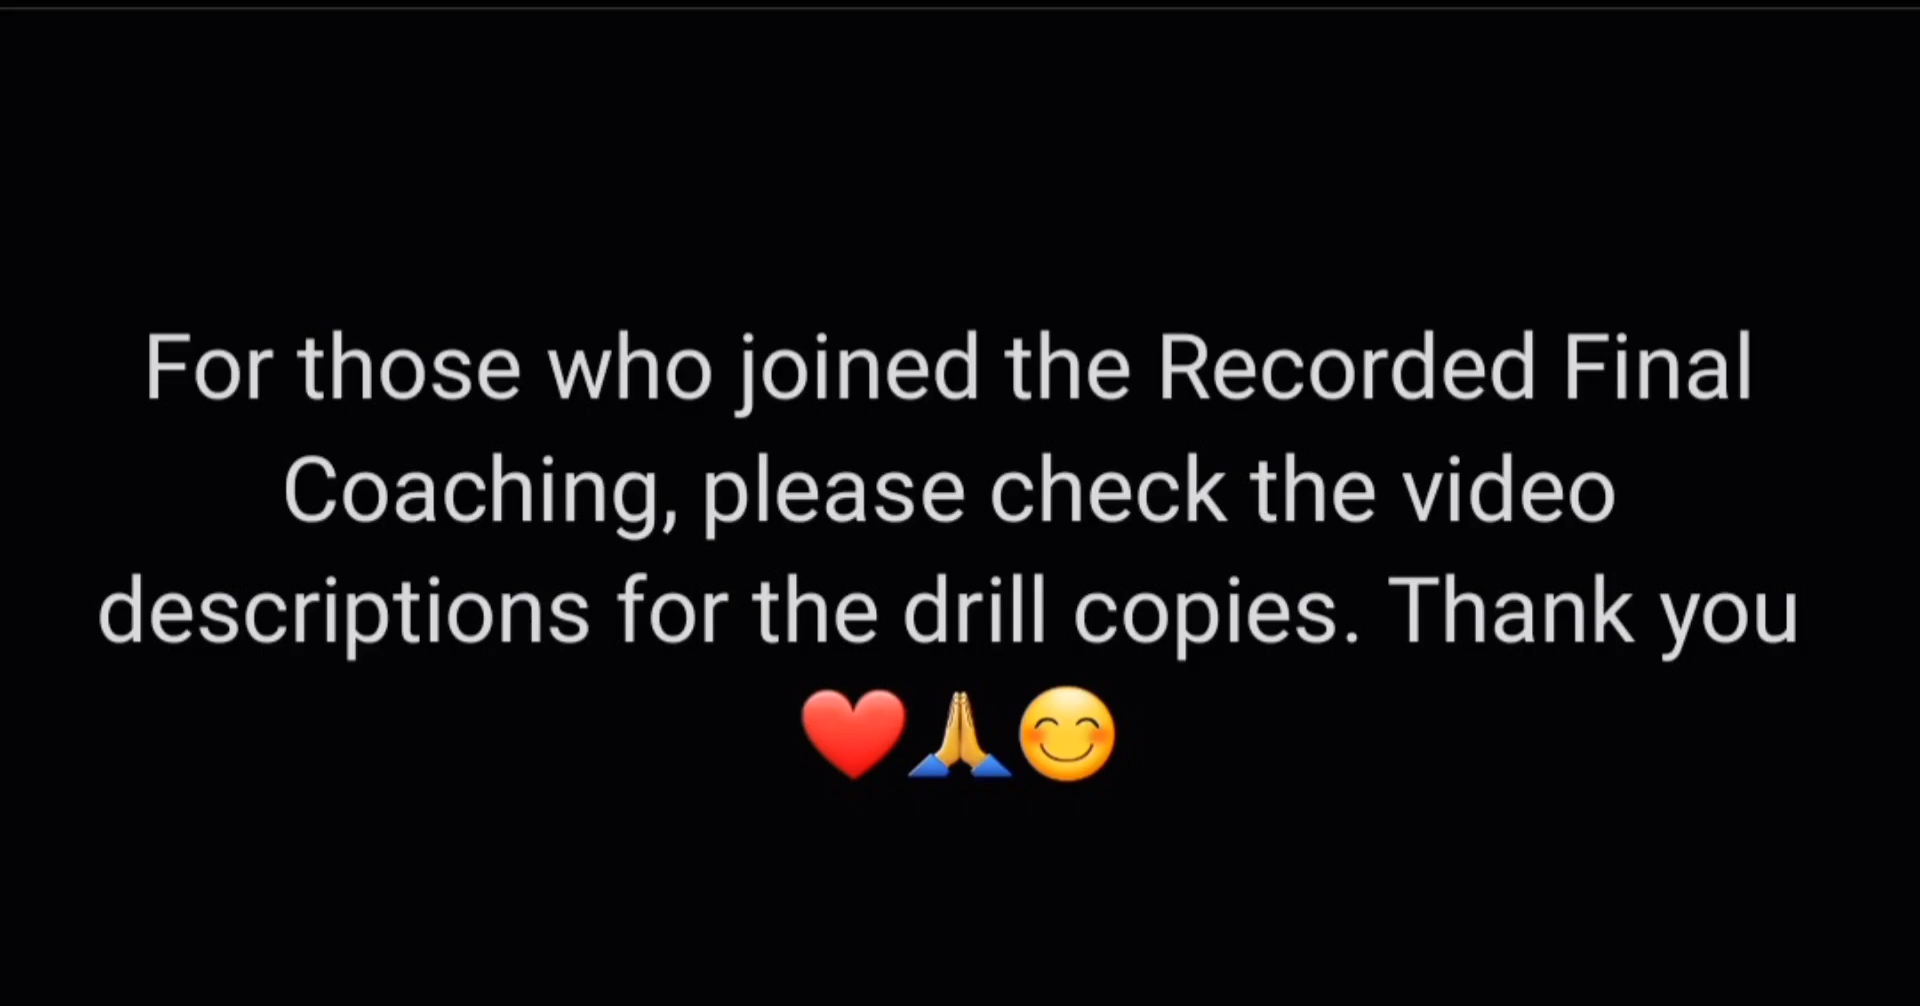 For those who joined the Recorded Final
Coaching, please check the video
descriptions for the drill copies. Thank you
❤️🙏😊